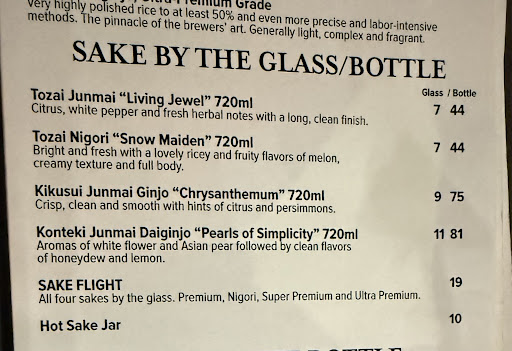 Premium Grade
very highly polished rice to at least 50% and even more precise and labor-intensive
methods. The pinnacle of the brewers' art. Generally light, complex and fragrant.
SAKE BY THE GLASS/BOTTLE
Glass / Bottle
Tozai Junmai "Living Jewel" 720ml 7 44
Citrus, white pepper and fresh herbal notes with a long, clean finish.
Tozai Nigori "Snow Maiden" 720ml 7 44
Bright and fresh with a lovely ricey and fruity flavors of melon,
creamy texture and full body.
Kikusui Junmai Ginjo "Chrysanthemum" 720ml 9 75
Crisp, clean and smooth with hints of citrus and persimmons.
Konteki Junmai Daiginjo "Pearls of Simplicity" 720ml 11 81
Aromas of white flower and Asian pear followed by clean flavors
of honeydew and lemon.
SAKE FLIGHT 19
All four sakes by the glass. Premium, Nigori, Super Premium and Ultra Premium.
Hot Sake Jar 10
BOTTLE